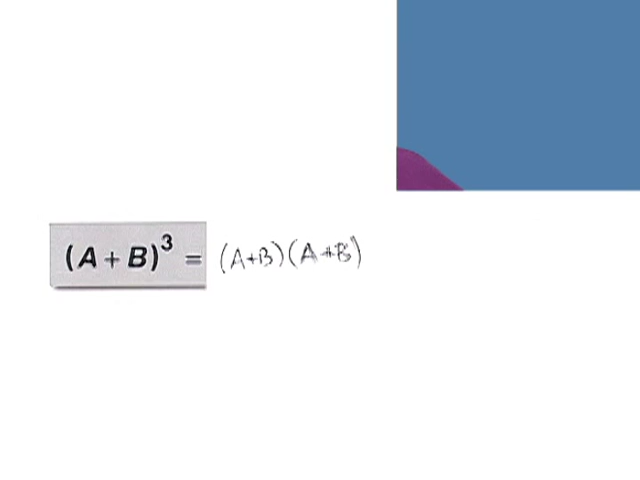 (A + B)³ = (A+B)(A+B)